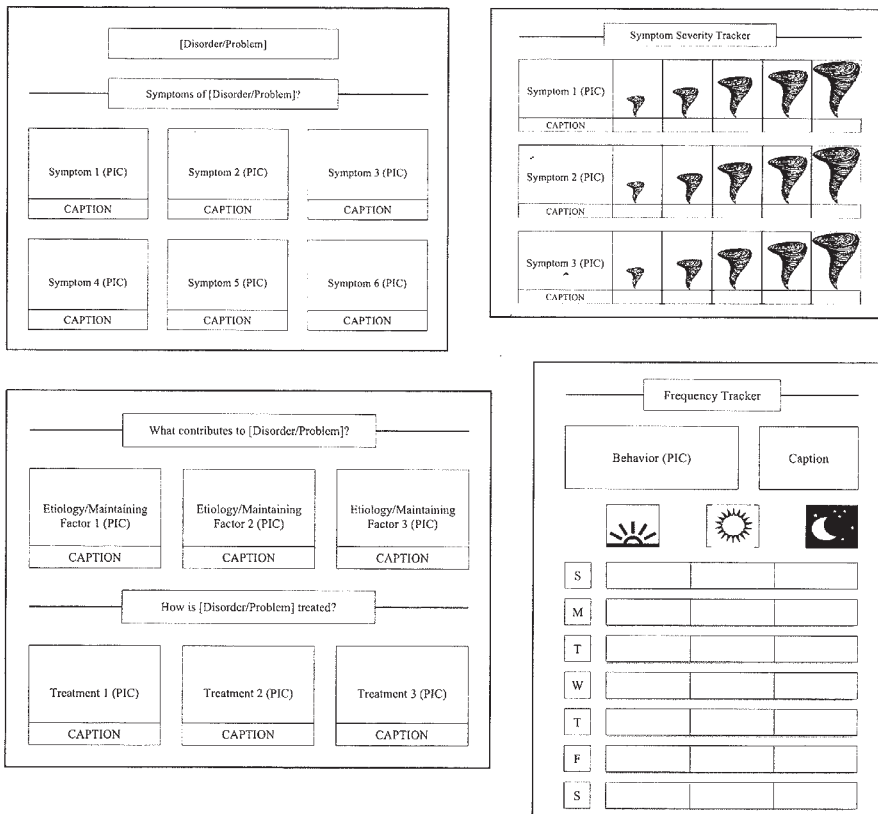 [Disorder/Problem]
Symptoms of [Disorder/Problem]?
Symptom 1 (PIC)
CAPTION
Symptom 2 (PIC)
CAPTION
Symptom 3 (PIC)
CAPTION
Symptom 4 (PIC)
CAPTION
Symptom 5 (PIC)
CAPTION
Symptom 6 (PIC)
CAPTION
Symptom Severity Tracker
Symptom 1 (PIC)
CAPTION
Symptom 2 (PIC)
CAPTION
Symptom 3 (PIC)
CAPTION
What contributes to [Disorder/Problem]?
Etiology/Maintaining
Factor 1 (PIC)
CAPTION
Etiology/Maintaining
Factor 2 (PIC)
CAPTION
Etiology/Maintaining
Factor 3 (PIC)
CAPTION
How is [Disorder/Problem] treated?
Treatment 1 (PIC)
CAPTION
Treatment 2 (PIC)
CAPTION
Treatment 3 (PIC)
CAPTION
Frequency Tracker
Behavior (PIC)
Caption
S
M
T
W
T
F
S